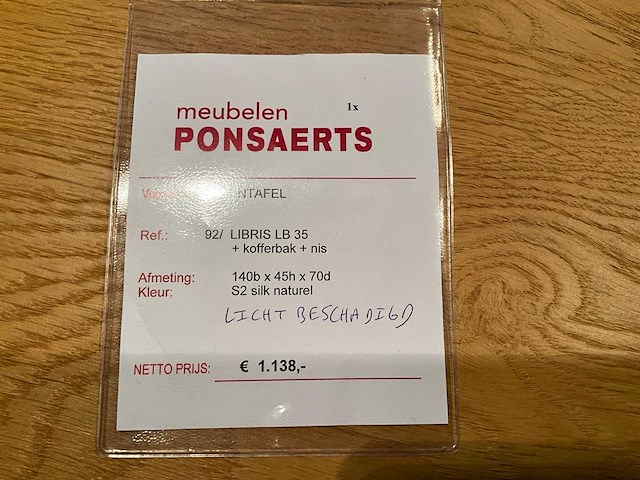 meubelen 1x
PONSAERTS
NTAFEL
Ref.: 92/ LIBRIS LB 35
+ kofferbak + nis
Afmeting: 140b x 45h x 70d
Kleur: S2 silk naturel
LICHT BESCHADIGD
NETTO PRIJS: € 1.138,-